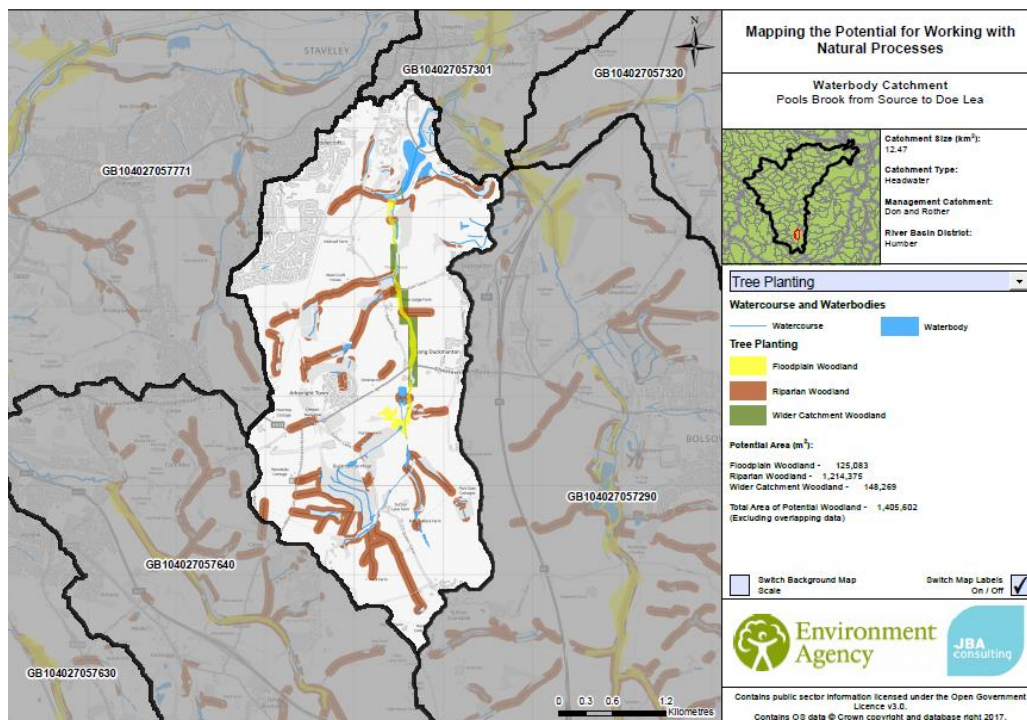 STAVELEY
N
GB104027057301
GB104027057320
GB104027057771
Arkwright Town
Long Duckmanton
BOLSOV
GB104027057290
GB104027057640
GB104027057630
0 0.3 0.6 1.2
Kilometres
Mapping the Potential for Working with
Natural Processes
Waterbody Catchment
Pools Brook from Source to Doe Lea
Catchment Size (km²):
12.47
Catchment Type:
Headwater
Management Catchment:
Don and Rother
River Basin District:
Humber
Tree Planting
Watercourse and Waterbodies
Watercourse
Waterbody
Tree Planting
Floodplain Woodland
Riparian Woodland
Wider Catchment Woodland
Potential Area (m²):
Floodplain Woodland - 125,083
Riparian Woodland - 1,214,375
Wider Catchment Woodland - 148,269
Total Area of Potential Woodland - 1,405,602
(Excluding overlapping data)
Switch Background Map
Scale
Switch Map Labels
On / Off
Environment
Agency
JBA
consulting
Contains public sector information licensed under the Open Government
Licence v3.0.
Contains OS data © Crown copyright and database right 2017.